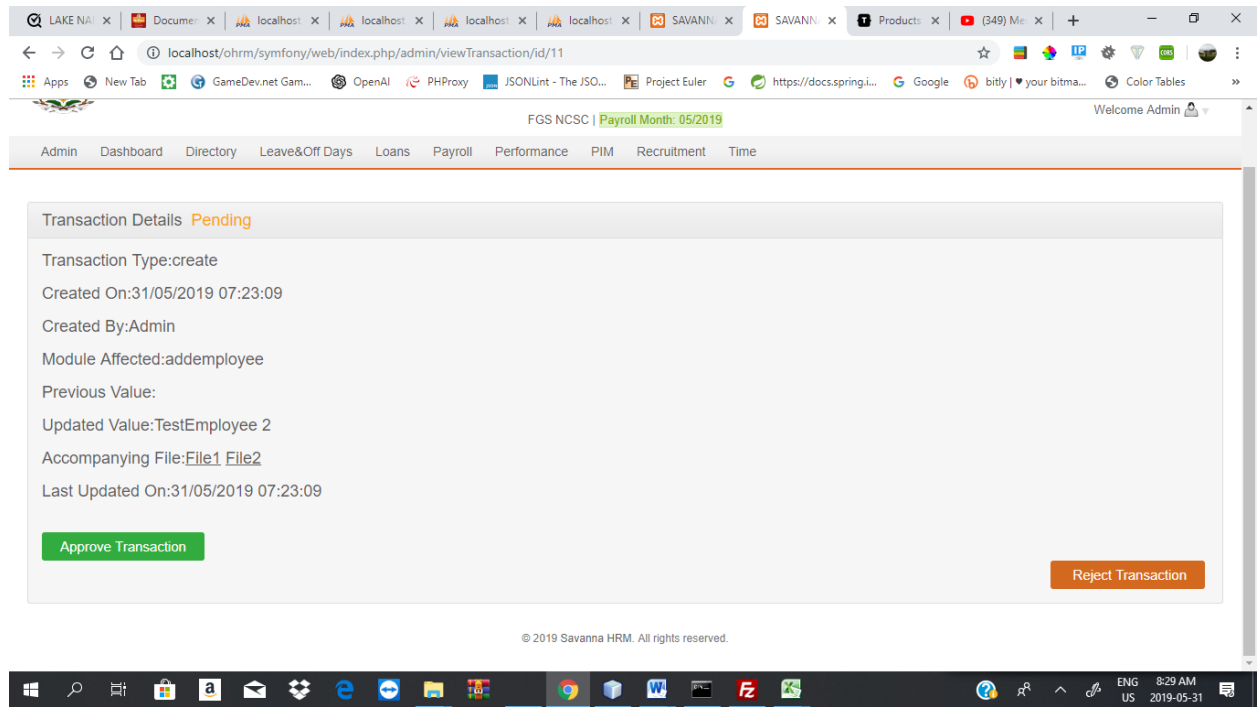 LAKE NAI
Documen
localhost
localhost
localhost
localhost
SAVANNA
SAVANNA
Products
(349) Me
localhost/ohrm/symfony/web/index.php/admin/viewTransaction/id/11
Apps New Tab GameDev.net Gam... OpenAI PHProxy JSONLint - The JSO... Project Euler https://docs.spring.i... Google bitly | ♥ your bitma... Color Tables »
Welcome Admin
FGS NCSC | Payroll Month: 05/2019
Admin Dashboard Directory Leave&Off Days Loans Payroll Performance PIM Recruitment Time
Transaction Details Pending
Transaction Type:create
Created On:31/05/2019 07:23:09
Created By:Admin
Module Affected:addemployee
Previous Value:
Updated Value:TestEmployee 2
Accompanying File:File1 File2
Last Updated On:31/05/2019 07:23:09
Approve Transaction
Reject Transaction
© 2019 Savanna HRM. All rights reserved.
ENG 8:29 AM
US 2019-05-31